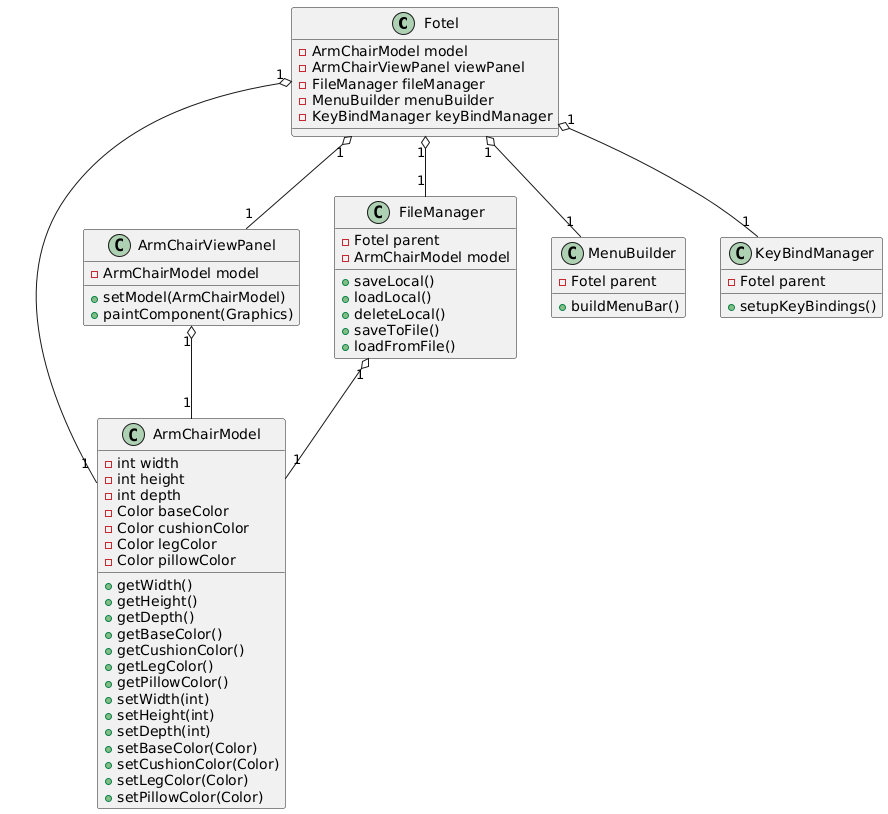 C Fotel
ArmChairModel model
ArmChairViewPanel viewPanel
FileManager fileManager
MenuBuilder menuBuilder
KeyBindManager keyBindManager
1
1
1
1
1
1
1
1
1
1
C ArmChairViewPanel
ArmChairModel model
setModel(ArmChairModel)
paintComponent(Graphics)
C FileManager
Fotel parent
ArmChairModel model
saveLocal()
loadLocal()
deleteLocal()
saveToFile()
loadFromFile()
C MenuBuilder
Fotel parent
buildMenuBar()
C KeyBindManager
Fotel parent
setupKeyBindings()
1
1
1
1
C ArmChairModel
int width
int height
int depth
Color baseColor
Color cushionColor
Color legColor
Color pillowColor
getWidth()
getHeight()
getDepth()
getBaseColor()
getCushionColor()
getLegColor()
getPillowColor()
setWidth(int)
setHeight(int)
setDepth(int)
setBaseColor(Color)
setCushionColor(Color)
setLegColor(Color)
setPillowColor(Color)